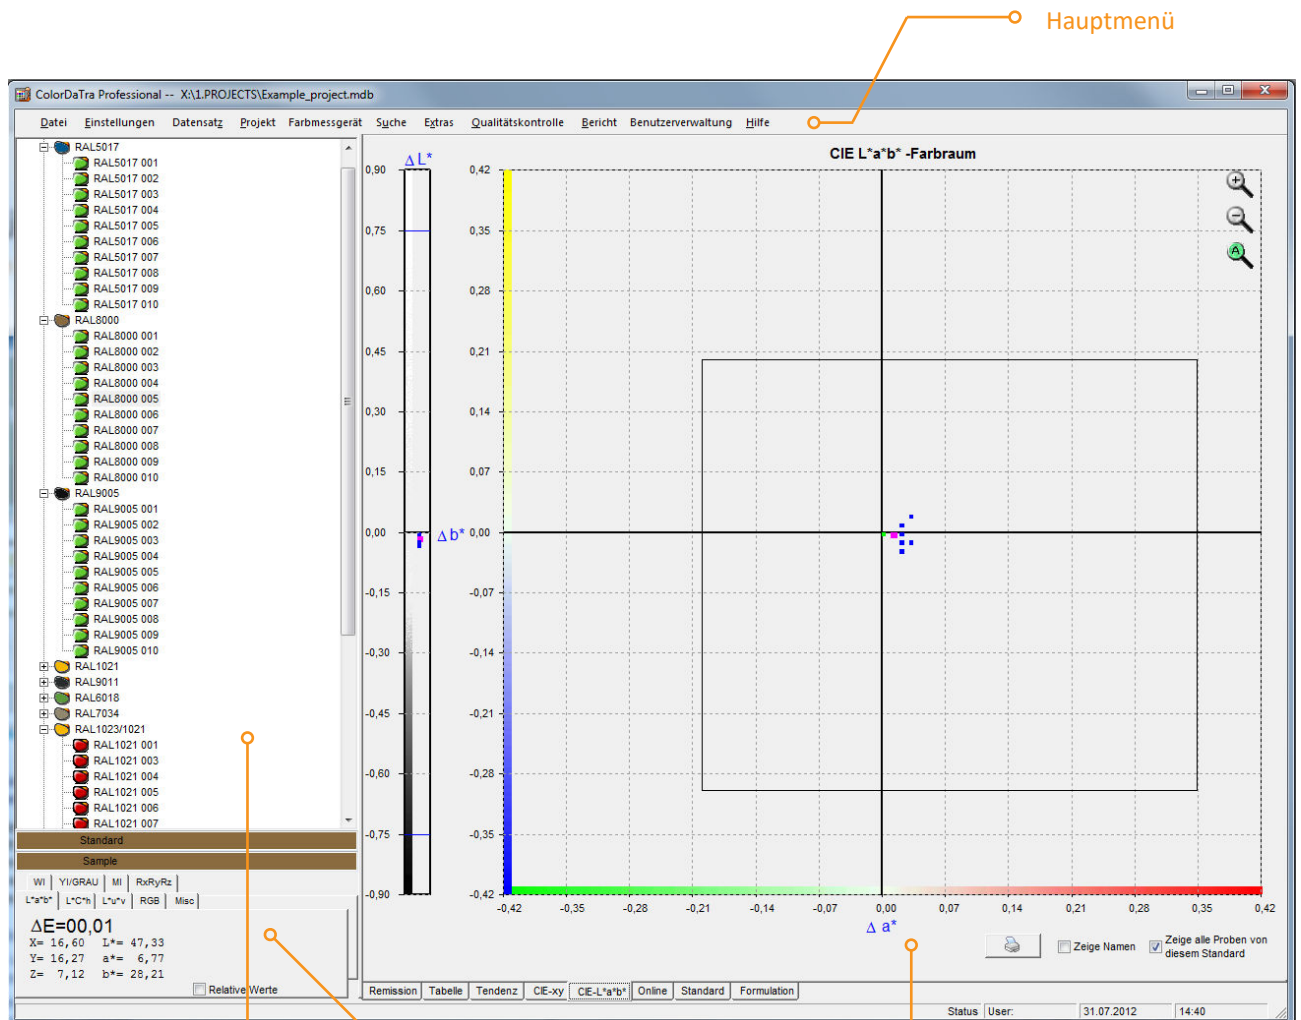 Hauptmenü
ColorDaTra Professional -- X:\1.PROJECTS\Example_project.mdb
Datei Einstellungen Datensatz Projekt Farbmessgerät Suche Extras Qualitätskontrolle Bericht Benutzerverwaltung Hilfe
RAL5017
RAL5017 001
RAL5017 002
RAL5017 003
RAL5017 004
RAL5017 005
RAL5017 006
RAL5017 007
RAL5017 008
RAL5017 009
RAL5017 010
RAL8000
RAL8000 001
RAL8000 002
RAL8000 003
RAL8000 004
RAL8000 005
RAL8000 006
RAL8000 007
RAL8000 008
RAL8000 009
RAL8000 010
RAL9005
RAL9005 001
RAL9005 002
RAL9005 003
RAL9005 004
RAL9005 005
RAL9005 006
RAL9005 007
RAL9005 008
RAL9005 009
RAL9005 010
RAL1021
RAL9011
RAL6018
RAL7034
RAL1023/1021
RAL1021 001
RAL1021 003
RAL1021 004
RAL1021 005
RAL1021 006
RAL1021 007
Standard
Sample
WI YI/GRAU MI RxRyRz
L*a*b* L*C*h L*u*v RGB Misc
ΔE=00,01
X= 16,60 L*= 47,33
Y= 16,27 a*= 6,77
Z= 7,12 b*= 28,21
Relative Werte
CIE L*a*b* -Farbraum
Δ L*
0,90
0,75
0,60
0,45
0,30
0,15
0,00
-0,15
-0,30
-0,45
-0,60
-0,75
-0,90
Δ b*
0,42
0,35
0,28
0,21
0,14
0,07
0,00
-0,07
-0,14
-0,21
-0,28
-0,35
-0,42
A
-0,42 -0,35 -0,28 -0,21 -0,14 -0,07 0,00 0,07 0,14 0,21 0,28 0,35 0,42
Δ a*
Zeige Namen
Zeige alle Proben von
diesem Standard
Remission Tabelle Tendenz CIE-xy CIE-L*a*b* Online Standard Formulation
Status User: 31.07.2012 14:40